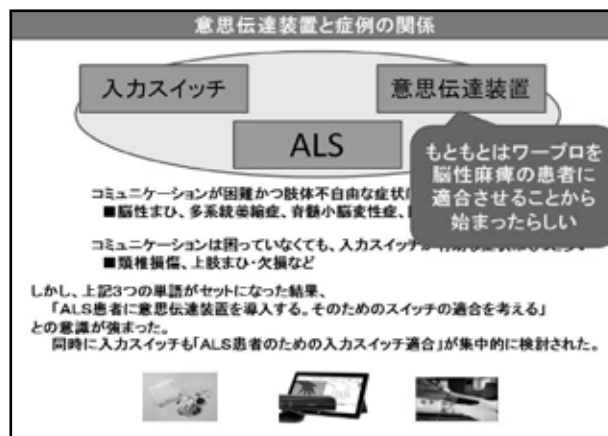 意思伝達装置と症例の関係
入力スイッチ
意思伝達装置
ALS
もともとはワープロを
脳性麻痺の患者に
適合させることから
始まったらしい
コミュニケーションが困難かつ肢体不自由な症状
■脳性まひ、多系統萎縮症、脊髄小脳変性症、
コミュニケーションは困っていなくても、入力スイッチが
■頸椎損傷、上肢まひ・欠損など
しかし、上記3つの単語がセットになった結果、
「ALS患者に意思伝達装置を導入する。そのためのスイッチの適合を考える」
との意識が強まった。
同時に入力スイッチも「ALS患者のための入力スイッチ適合」が集中的に検討された。